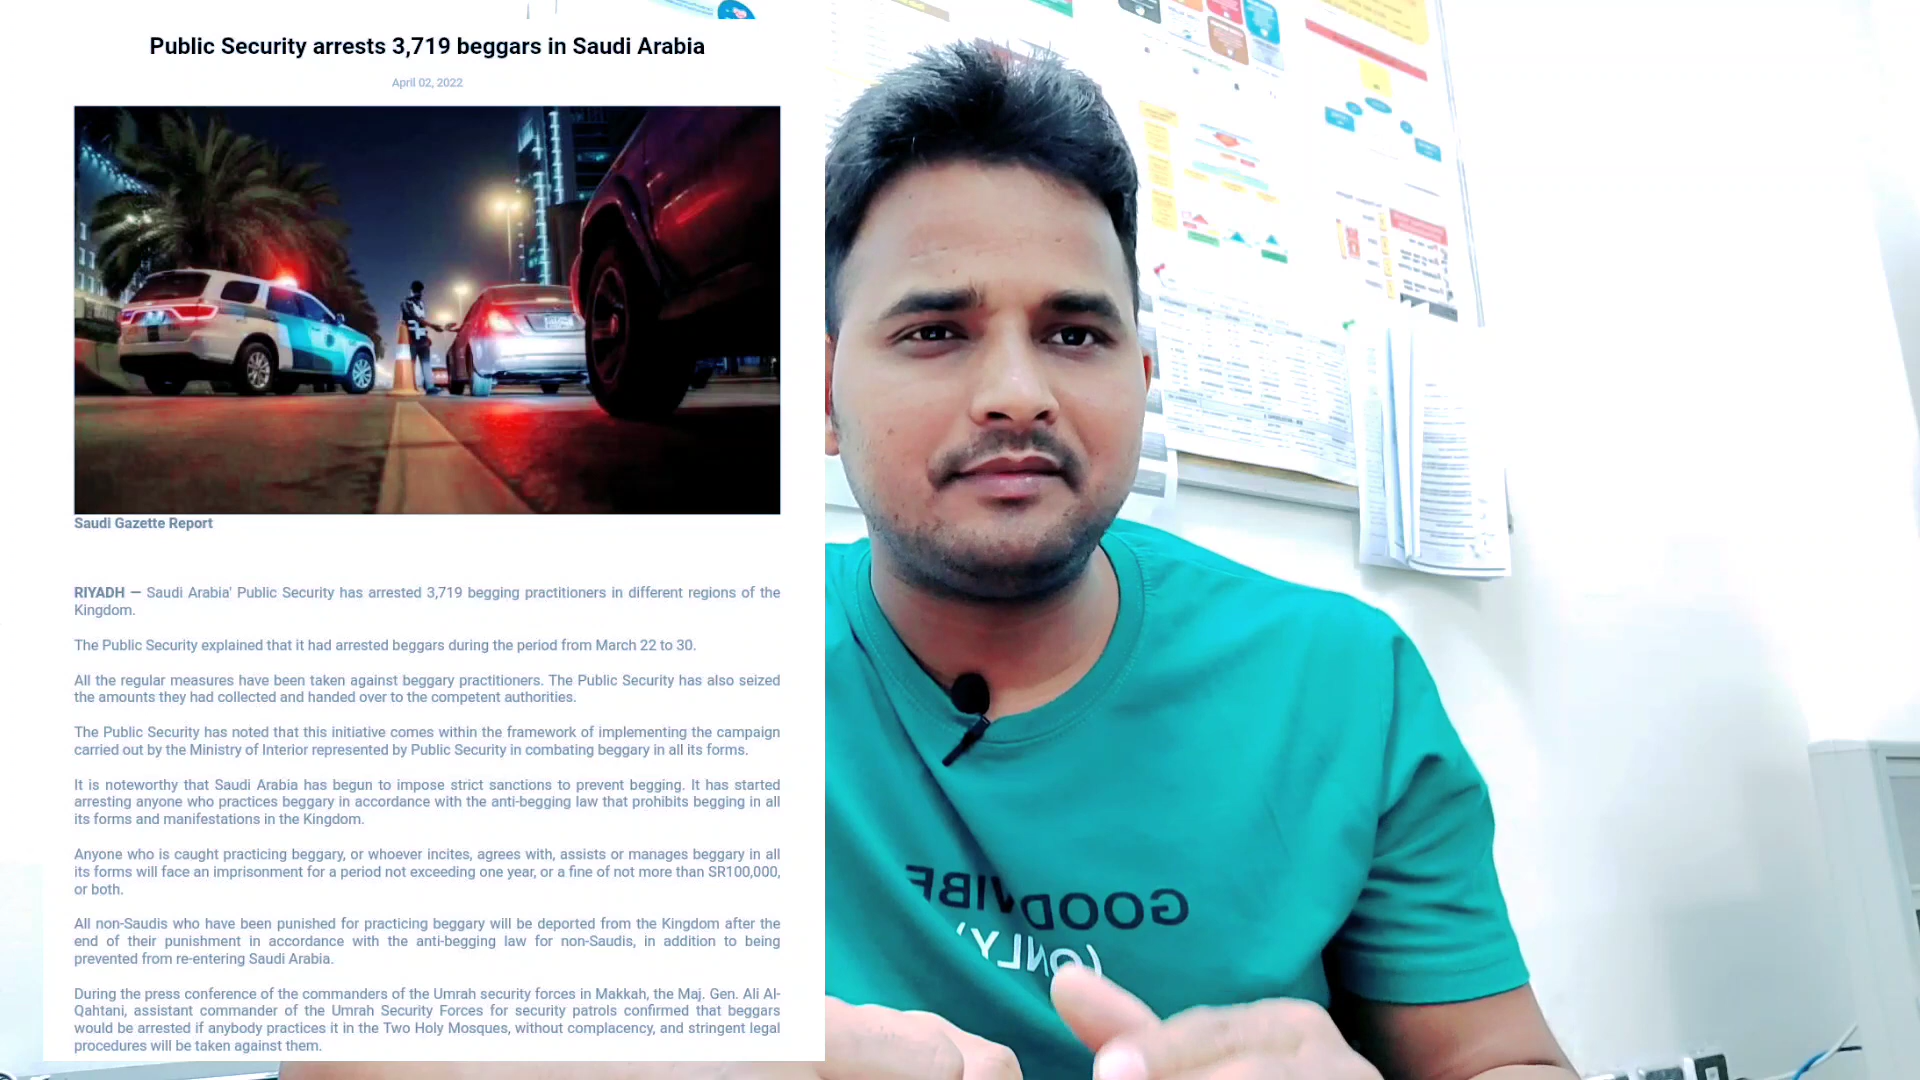 Public Security arrests 3,719 beggars in Saudi Arabia
April 02, 2022
Saudi Gazette Report
RIYADH — Saudi Arabia' Public Security has arrested 3,719 begging practitioners in different regions of the
Kingdom.
The Public Security explained that it had arrested beggars during the period from March 22 to 30.
All the regular measures have been taken against beggary practitioners. The Public Security has also seized
the amounts they had collected and handed over to the competent authorities.
The Public Security has noted that this initiative comes within the framework of implementing the campaign
carried out by the Ministry of Interior represented by Public Security in combating beggary in all its forms.
It is noteworthy that Saudi Arabia has begun to impose strict sanctions to prevent begging. It has started
arresting anyone who practices beggary in accordance with the anti-begging law that prohibits begging in all
its forms and manifestations in the Kingdom.
Anyone who is caught practicing beggary, or whoever incites, agrees with, assists or manages beggary in all
its forms will face an imprisonment for a period not exceeding one year, or a fine of not more than SR100,000,
or both.
All non-Saudis who have been punished for practicing beggary will be deported from the Kingdom after the
end of their punishment in accordance with the anti-begging law for non-Saudis, in addition to being
prevented from re-entering Saudi Arabia.
During the press conference of the commanders of the Umrah security forces in Makkah, the Maj. Gen. Ali Al-
Qahtani, assistant commander of the Umrah Security Forces for security patrols confirmed that beggars
would be arrested if anybody practices it in the Two Holy Mosques, without complacency, and stringent legal
procedures will be taken against them.
GOOD VIBE
(ONLY)